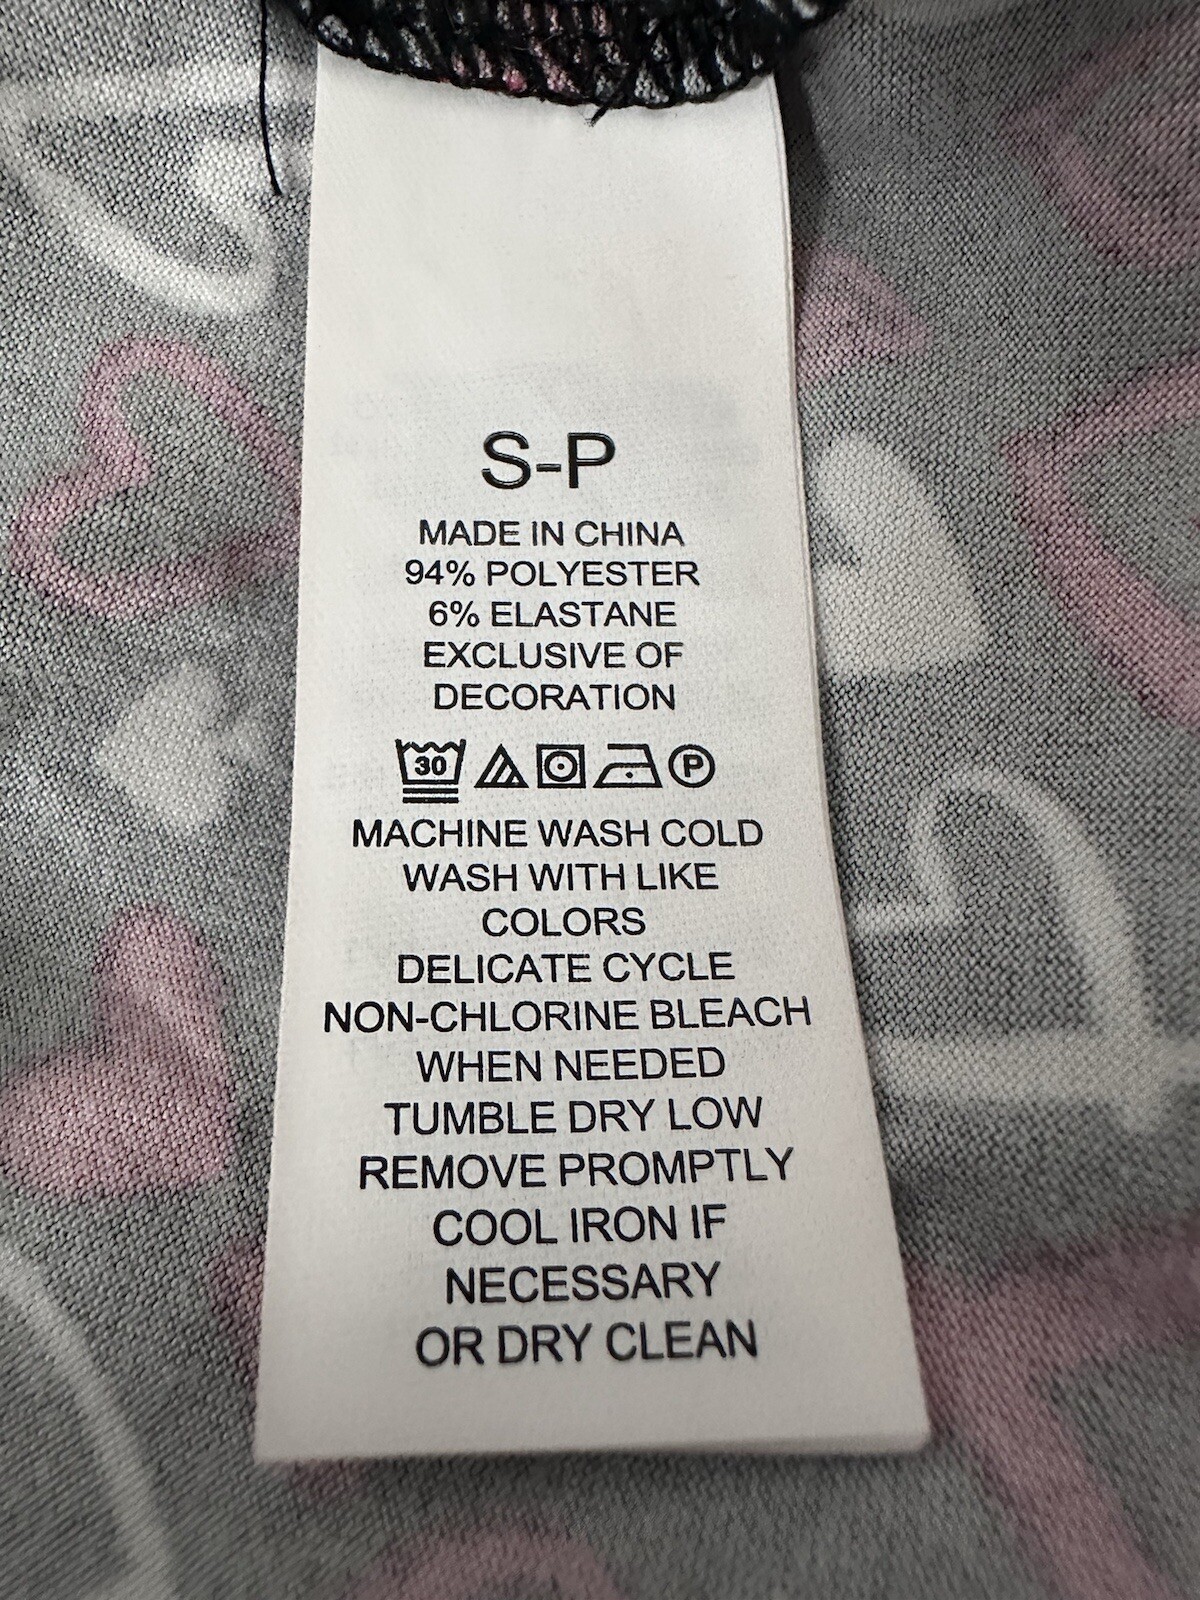 S-P
MADE IN CHINA
94% POLYESTER
6% ELASTANE
EXCLUSIVE OF
DECORATION
30 P
MACHINE WASH COLD
WASH WITH LIKE
COLORS
DELICATE CYCLE
NON-CHLORINE BLEACH
WHEN NEEDED
TUMBLE DRY LOW
REMOVE PROMPTLY
COOL IRON IF
NECESSARY
OR DRY CLEAN